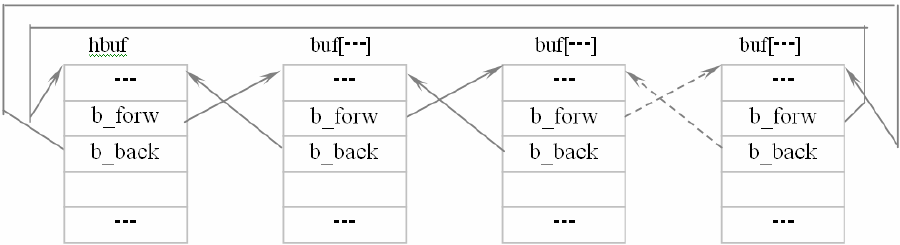 hbuf buf[---] buf[---] buf[---]
--- --- --- ---
b_forw b_forw b_forw b_forw
b_back b_back b_back b_back
--- --- --- ---